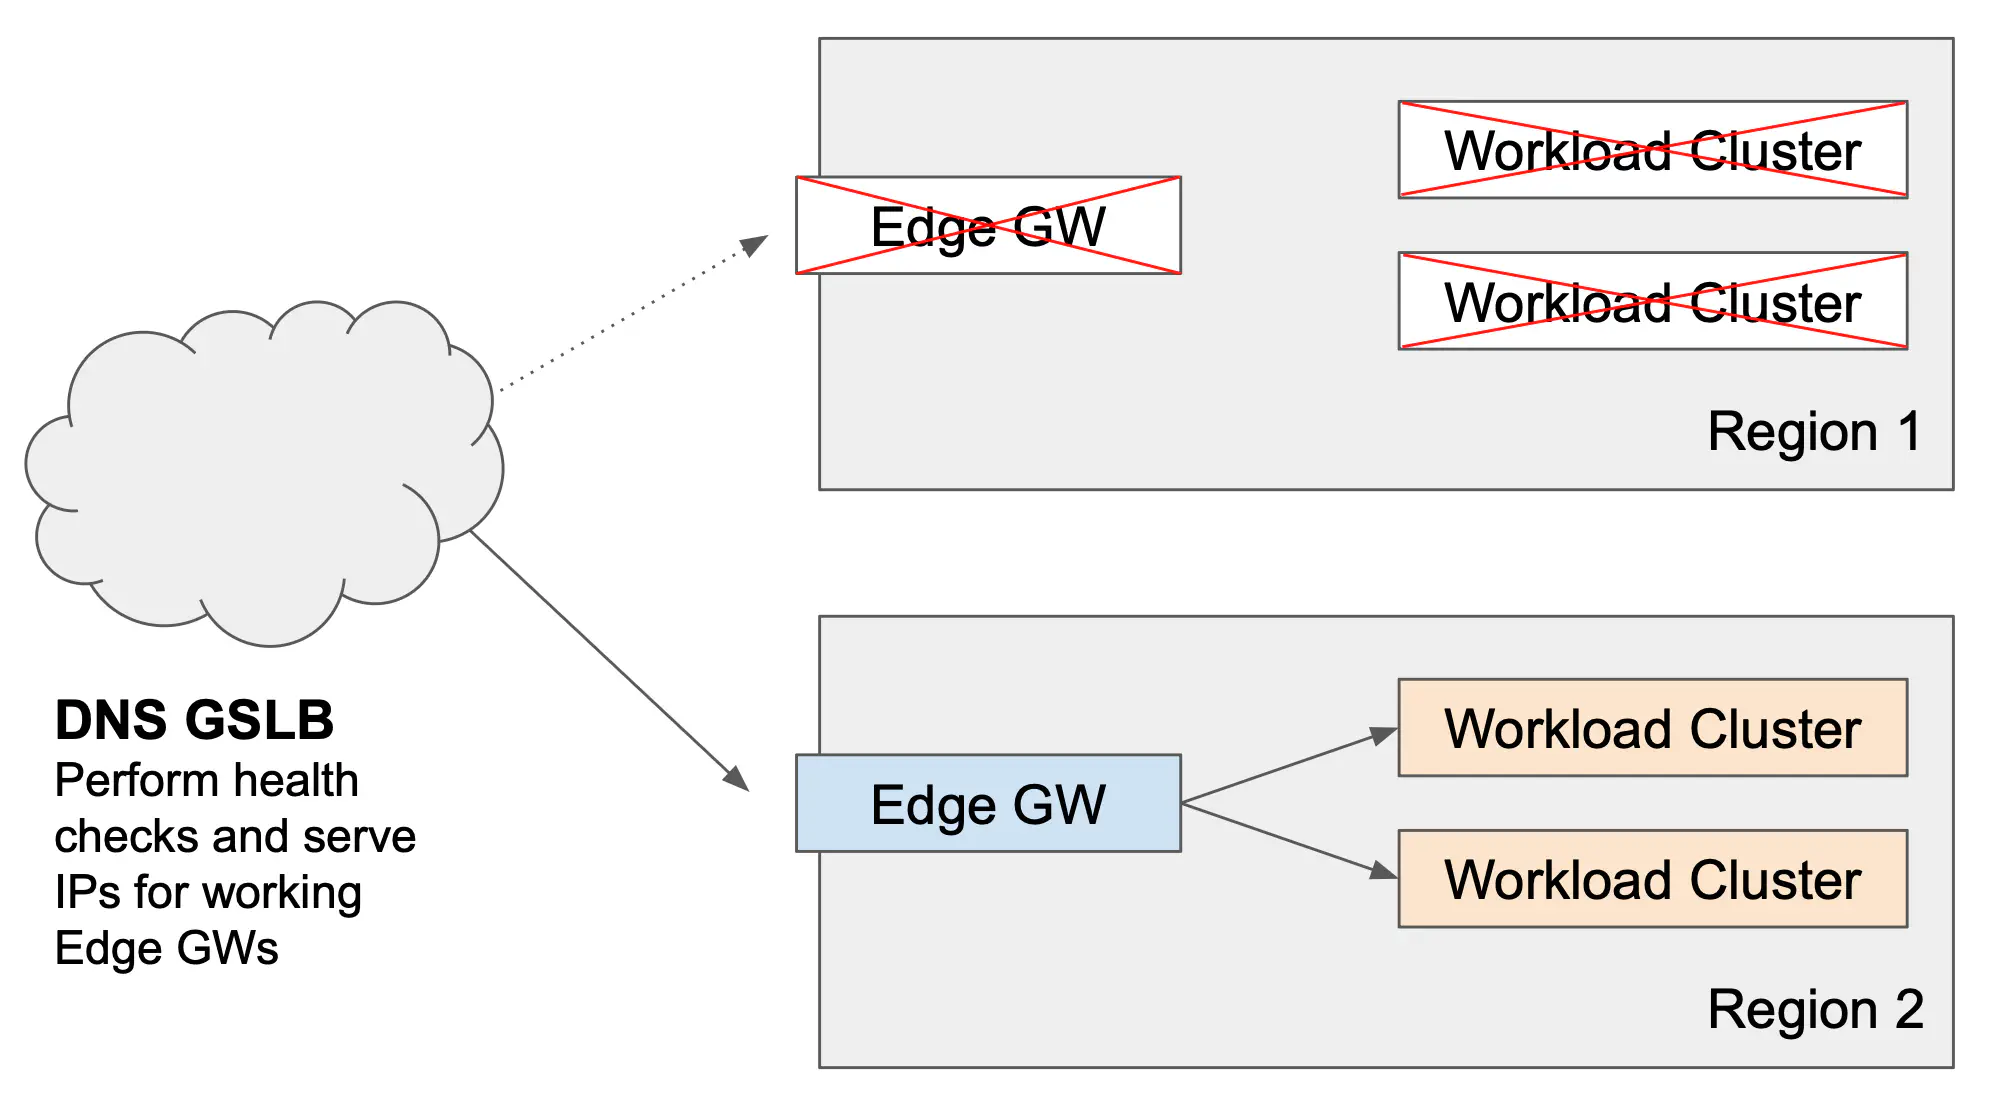 Workload Cluster
Edge GW
Workload Cluster
Region 1
DNS GSLB
Perform health
checks and serve
IPs for working
Edge GWs
Workload Cluster
Edge GW
Workload Cluster
Region 2